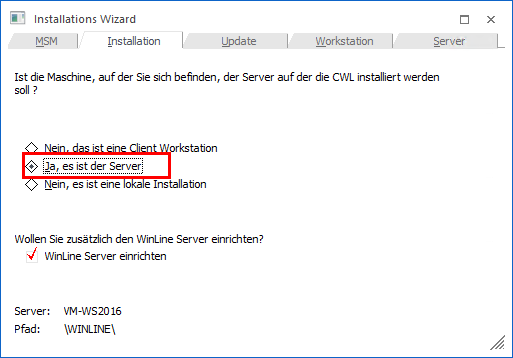 Installations Wizard
MSM Installation Update Workstation Server
Ist die Maschine, auf der Sie sich befinden, der Server auf der die CWL installiert werden
soll ?
Nein, das ist eine Client Workstation
Ja, es ist der Server
Nein, es ist eine lokale Installation
Wollen Sie zusätzlich den WinLine Server einrichten?
WinLine Server einrichten
Server: VM-WS2016
Pfad: \WINLINE\